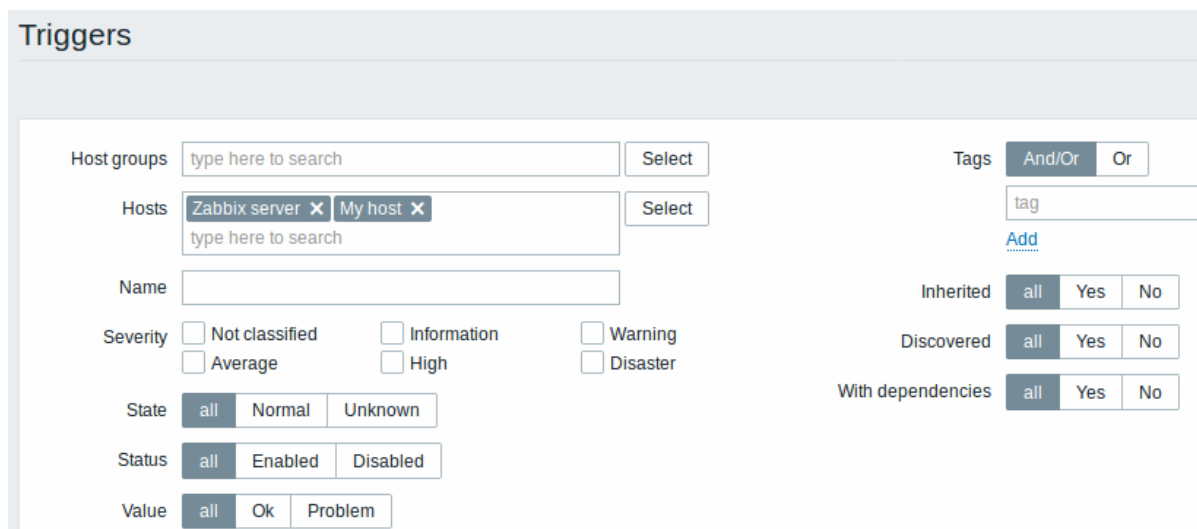 Triggers
Host groups type here to search Select
Hosts Zabbix server My host Select
type here to search
Name
Severity Not classified Information Warning
Average High Disaster
State all Normal Unknown
Status all Enabled Disabled
Value all Ok Problem
Tags And/Or Or
tag
Add
Inherited all Yes No
Discovered all Yes No
With dependencies all Yes No